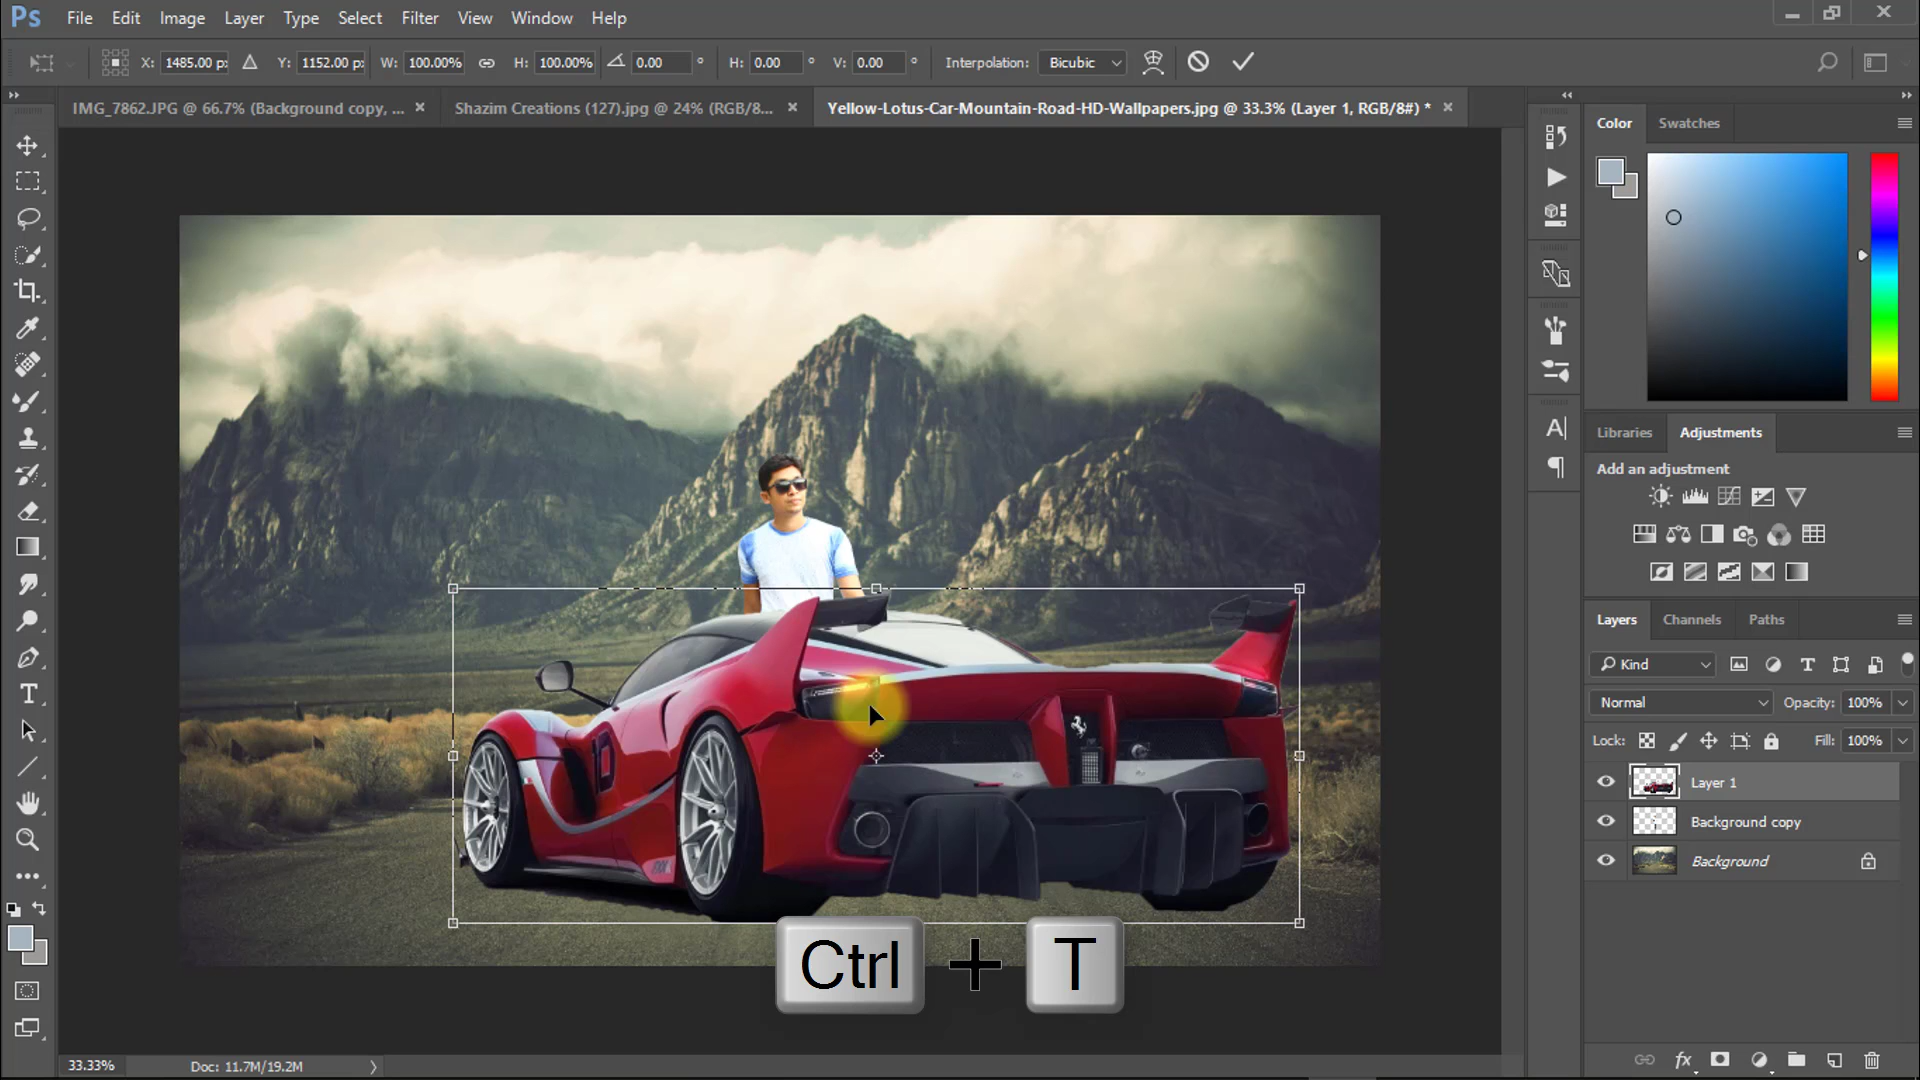 Ps File Edit Image Layer Type Select Filter View Window Help
X: 1485.00 px Y: 1152.00 px W: 100.00% H: 100.00% 0.00 ° H: 0.00 ° V: 0.00 ° Interpolation: Bicubic
IMG_7862.JPG @ 66.7% (Background copy, ... × Shazim Creations (127).jpg @ 24% (RGB/8... × Yellow-Lotus-Car-Mountain-Road-HD-Wallpapers.jpg @ 33.3% (Layer 1, RGB/8#) * ×
Color Swatches
Libraries Adjustments
Add an adjustment
Layers Channels Paths
Kind
Normal Opacity: 100%
Lock: Fill: 100%
Layer 1
Background copy
Background
10
Ctrl + T
33.33% Doc: 11.7M/19.2M
fx